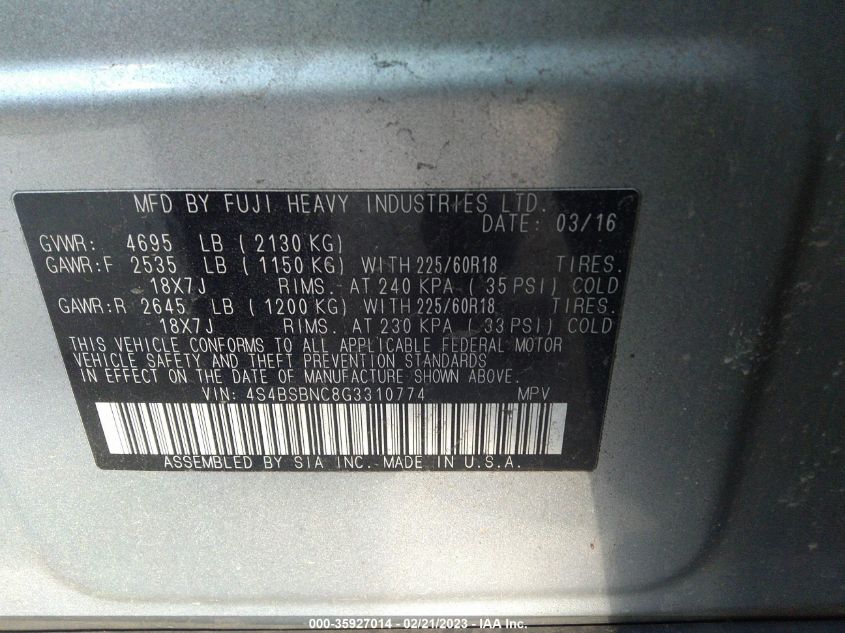 MFD BY FUJI HEAVY INDUSTRIES LTD.
DATE: 03/16
GVWR: 4695 LB ( 2130 KG)
GAWR:F 2535 LB ( 1150 KG) WITH 225/60R18 TIRES.
18X7J RIMS. AT 240 KPA ( 35 PSI) COLD
GAWR:R 2645 LB ( 1200 KG) WITH 225/60R18 TIRES.
18X7J RIMS. AT 230 KPA ( 33 PSI) COLD
THIS VEHICLE CONFORMS TO ALL APPLICABLE FEDERAL MOTOR
VEHICLE SAFETY AND THEFT PREVENTION STANDARDS
IN EFFECT ON THE DATE OF MANUFACTURE SHOWN ABOVE.
VIN: 4S4BSBNC8G3310774 MPV
ASSEMBLED BY SIA INC. MADE IN U.S.A.
000-35927014 - 02/21/2023 - IAA Inc.